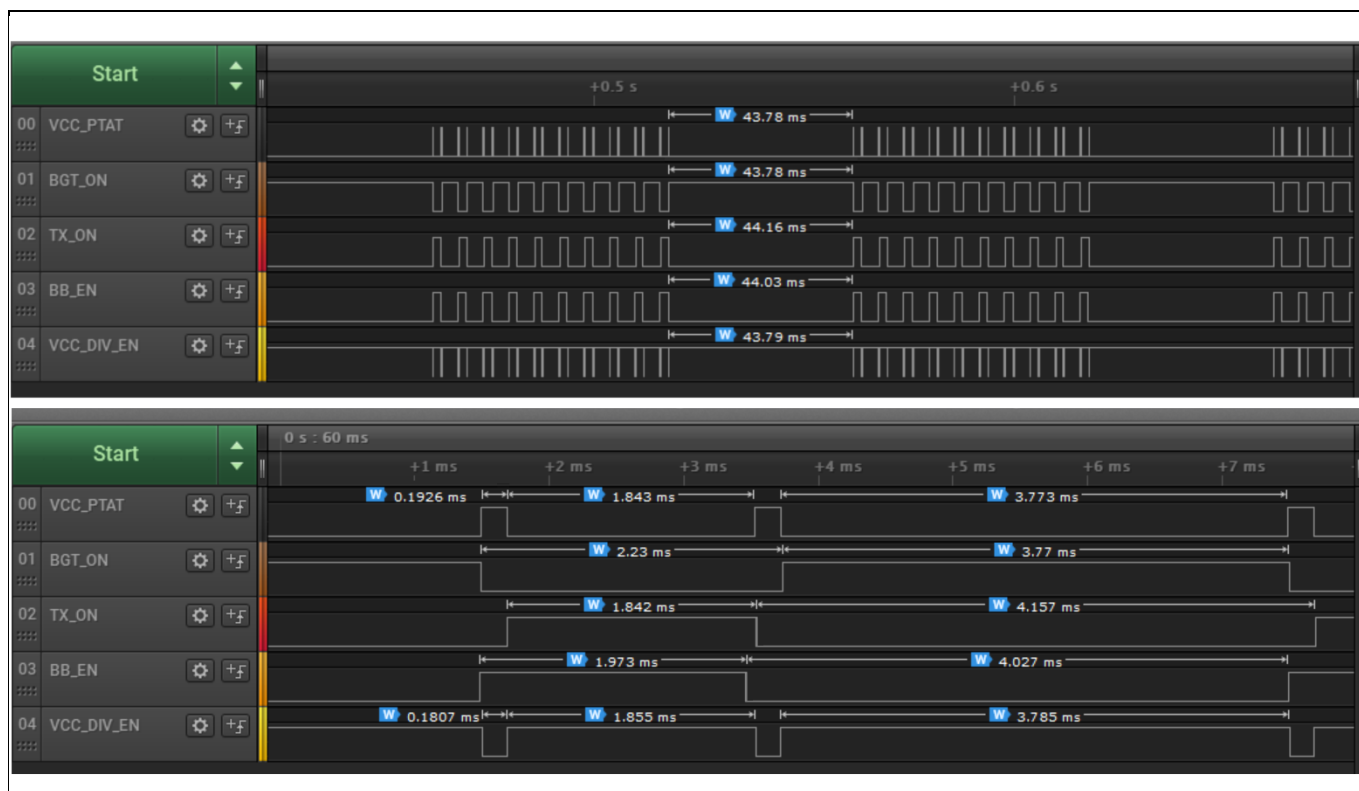 Start
+0.5 s +0.6 s
00 VCC_PTAT W 43.78 ms
01 BGT_ON W 43.78 ms
02 TX_ON W 44.16 ms
03 BB_EN W 44.03 ms
04 VCC_DIV_EN W 43.79 ms
Start
0 s : 60 ms
+1 ms +2 ms +3 ms +4 ms +5 ms +6 ms +7 ms
00 VCC_PTAT W 0.1926 ms W 1.843 ms W 3.773 ms
01 BGT_ON W 2.23 ms W 3.77 ms
02 TX_ON W 1.842 ms W 4.157 ms
03 BB_EN W 1.973 ms W 4.027 ms
04 VCC_DIV_EN W 0.1807 ms W 1.855 ms W 3.785 ms